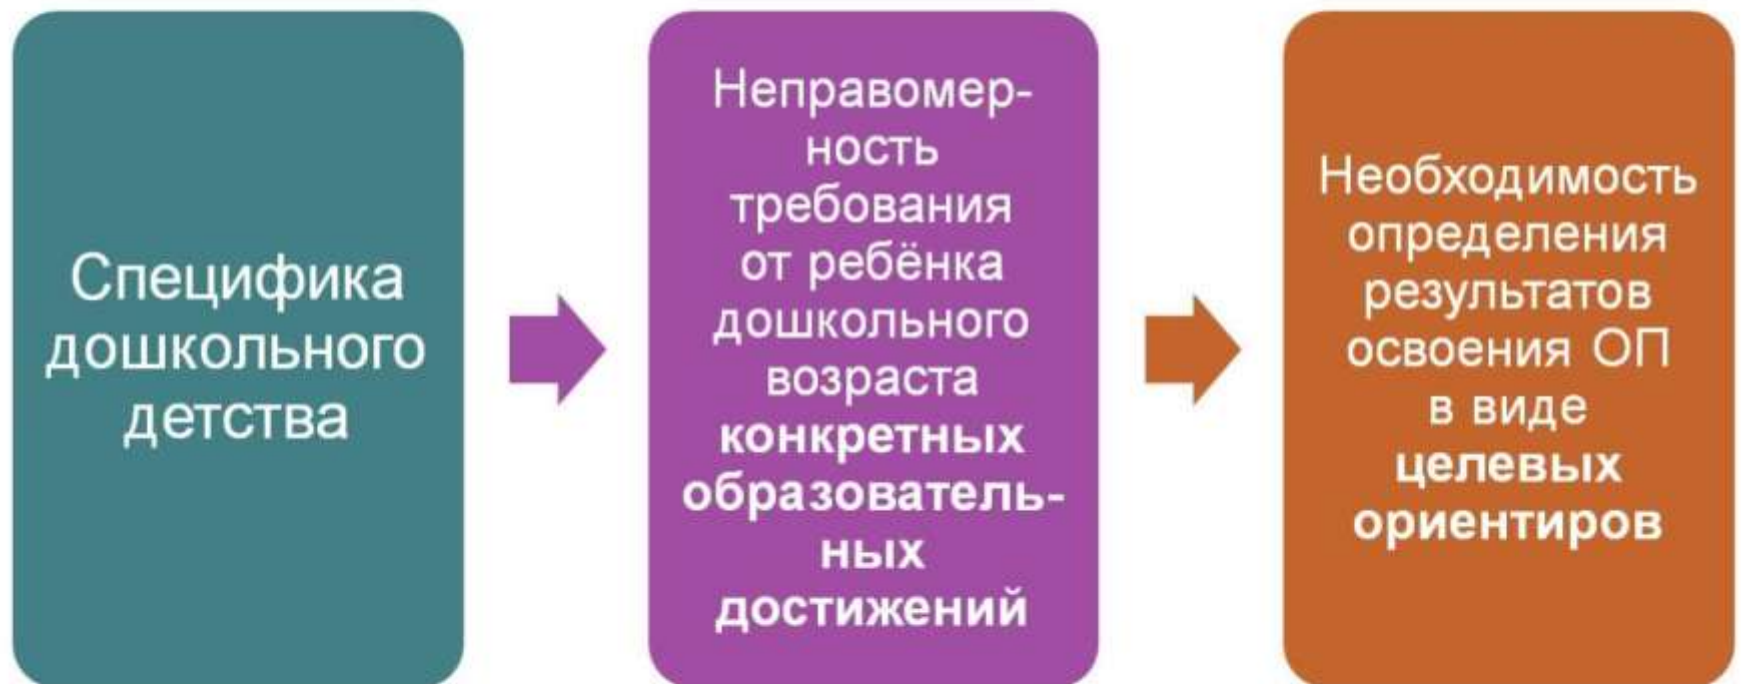 Специфика
дошкольного
детства
Неправомер-
ность
требования
от ребёнка
дошкольного
возраста
конкретных
образователь-
ных
достижений
Необходимость
определения
результатов
освоения ОП
в виде
целевых
ориентиров